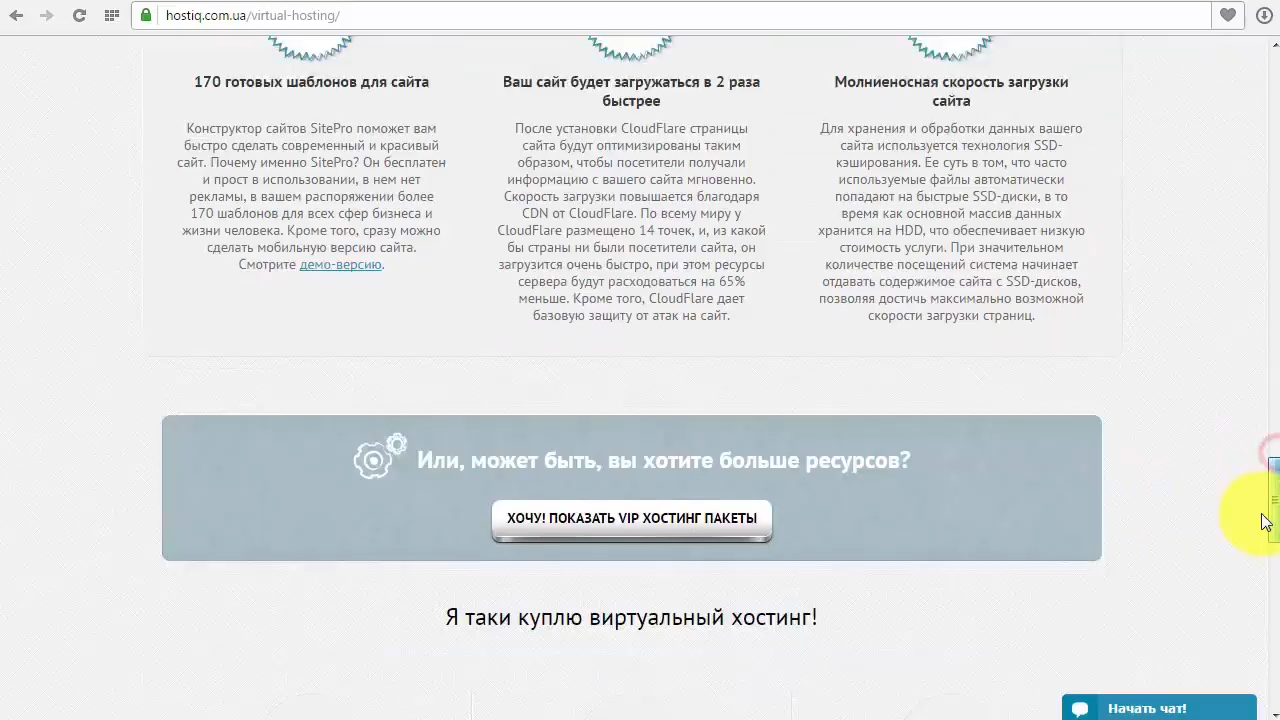 hostiq.com.ua/virtual-hosting/
170 готовых шаблонов для сайта
Конструктор сайтов SitePro поможет вам
быстро сделать современный и красивый
сайт. Почему именно SitePro? Он бесплатен
и прост в использовании, в нем нет
рекламы, в вашем распоряжении более
170 шаблонов для всех сфер бизнеса и
жизни человека. Кроме того, сразу можно
сделать мобильную версию сайта.
Смотрите демо-версию.
Ваш сайт будет загружаться в 2 раза
быстрее
После установки CloudFlare страницы
сайта будут оптимизированы таким
образом, чтобы посетители получали
информацию с вашего сайта мгновенно.
Скорость загрузки повышается благодаря
CDN от CloudFlare. По всему миру у
CloudFlare размещено 14 точек, и, из какой
бы страны ни были посетители сайта, он
загрузится очень быстро, при этом ресурсы
сервера будут расходоваться на 65%
меньше. Кроме того, CloudFlare дает
базовую защиту от атак на сайт.
Молниеносная скорость загрузки
сайта
Для хранения и обработки данных вашего
сайта используется технология SSD-
кэширования. Ее суть в том, что часто
используемые файлы автоматически
попадают на быстрые SSD-диски, в то
время как основной массив данных
хранится на HDD, что обеспечивает низкую
стоимость услуги. При значительном
количестве посещений система начинает
отдавать содержимое сайта с SSD-дисков,
позволяя достичь максимально возможной
скорости загрузки страниц.
Или, может быть, вы хотите больше ресурсов?
ХОЧУ! ПОКАЗАТЬ VIP ХОСТИНГ ПАКЕТЫ
Я таки куплю виртуальный хостинг!
Начать чат!